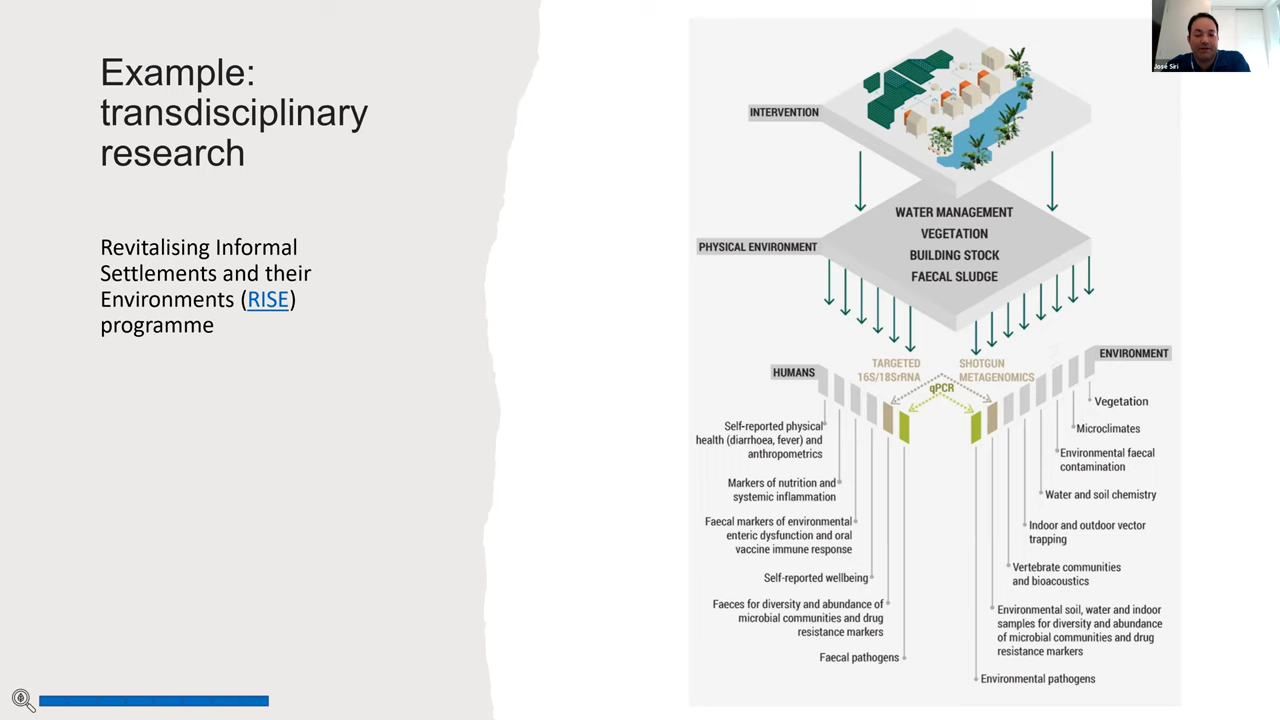 Example:
transdisciplinary
research
Revitalising Informal
Settlements and their
Environments (RISE)
programme
José Siri
INTERVENTION
PHYSICAL ENVIRONMENT
WATER MANAGEMENT
VEGETATION
BUILDING STOCK
FAECAL SLUDGE
HUMANS
TARGETED
16S/18SrRNA
SHOTGUN
METAGENOMICS
qPCR
ENVIRONMENT
Self-reported physical
health (diarrhoea, fever) and
anthropometrics
Markers of nutrition and
systemic inflammation
Faecal markers of environmental
enteric dysfunction and oral
vaccine immune response
Self-reported wellbeing
Faeces for diversity and abundance of
microbial communities and drug
resistance markers
Faecal pathogens
Vegetation
Microclimates
Environmental faecal
contamination
Water and soil chemistry
Indoor and outdoor vector
trapping
Vertebrate communities
and bioacoustics
Environmental soil, water and indoor
samples for diversity and abundance
of microbial communities and drug
resistance markers
Environmental pathogens